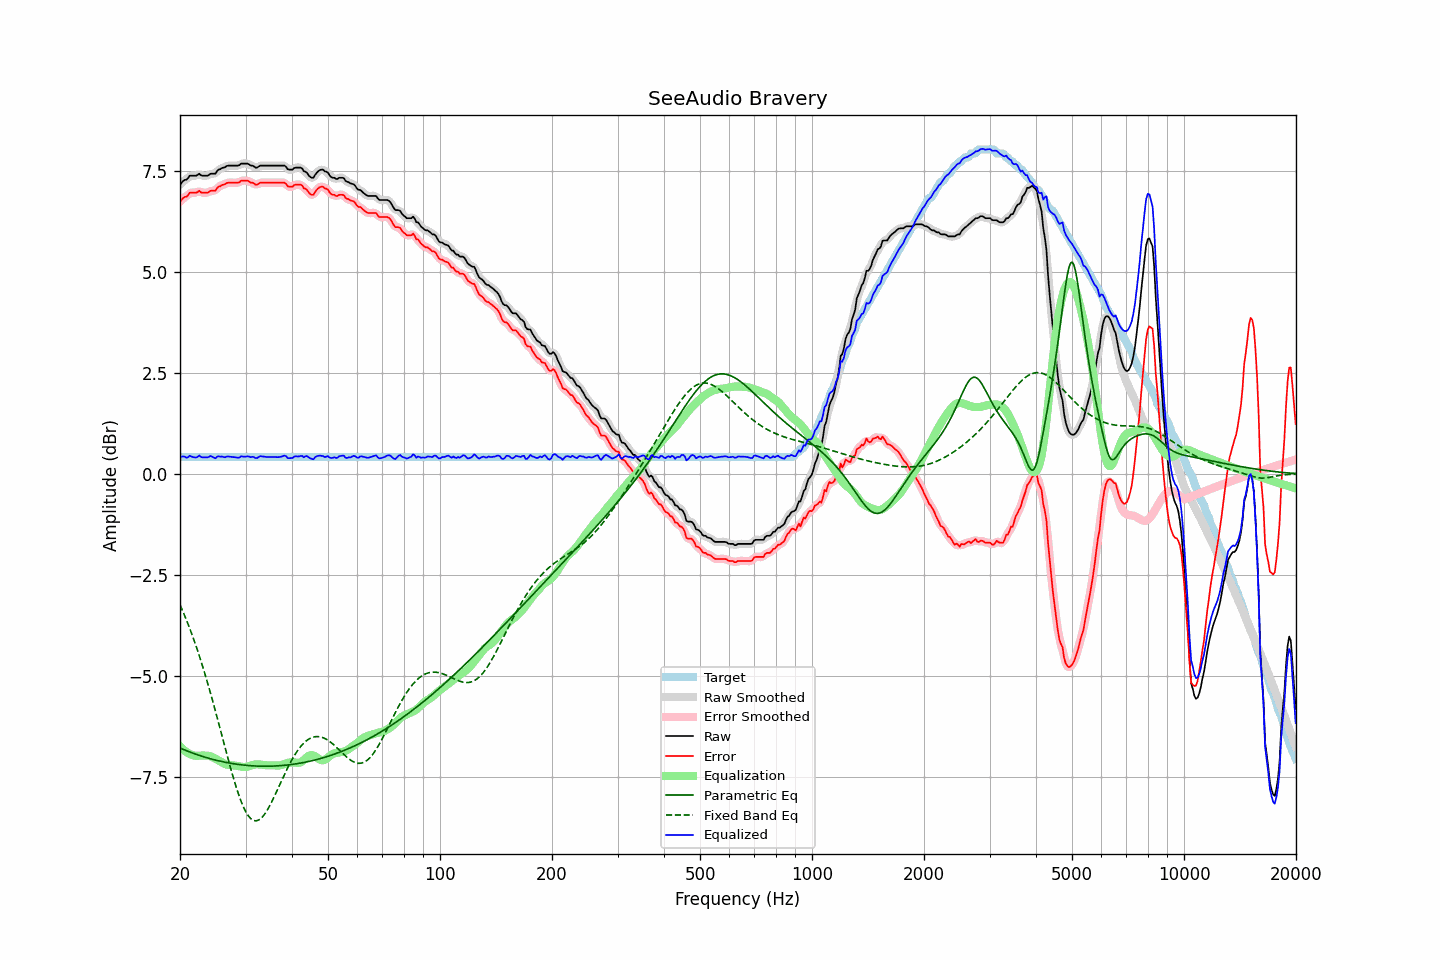 SeeAudio Bravery
Amplitude (dBr)
7.5
5.0
2.5
0.0
−2.5
−5.0
−7.5
Target
Raw Smoothed
Error Smoothed
Raw
Error
Equalization
Parametric Eq
Fixed Band Eq
Equalized
20
50
100
200
500
1000
2000
5000
10000
20000
Frequency (Hz)